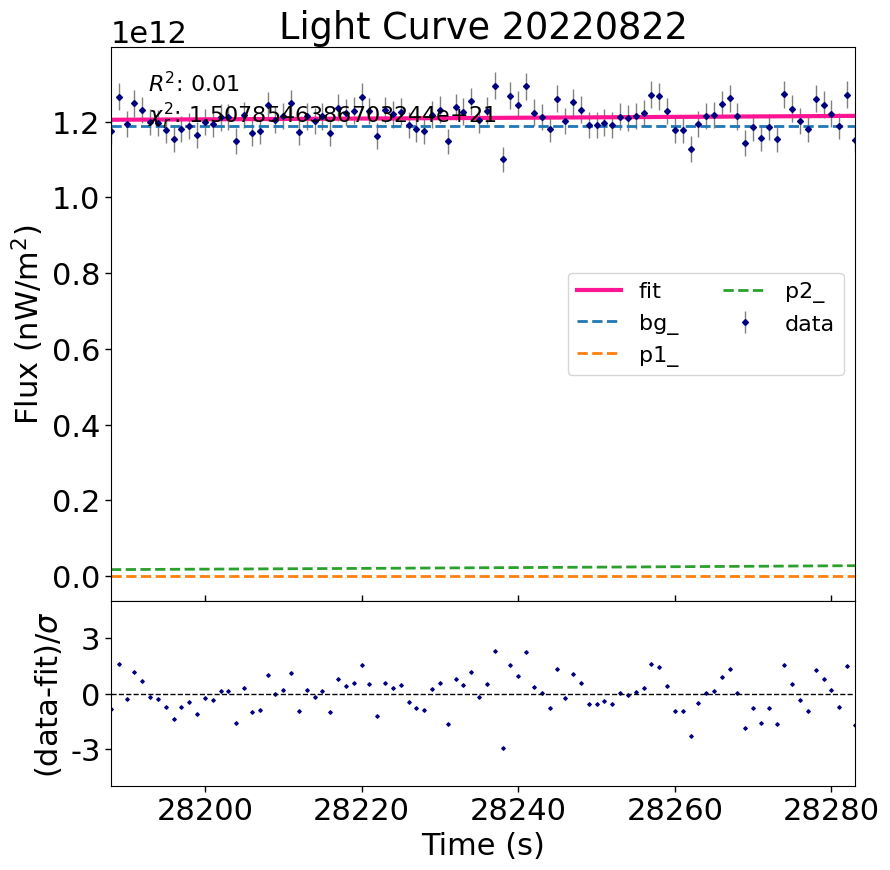 Light Curve 20220822
1e12
R²: 0.01
χ²: 1.5078546386703244e+21
1.2
1.0
0.8
0.6
0.4
0.2
0.0
Flux (nW/m²)
fit
bg_
p1_
p2_
data
3
0
-3
(data-fit)/σ
28200
28220
28240
28260
28280
Time (s)